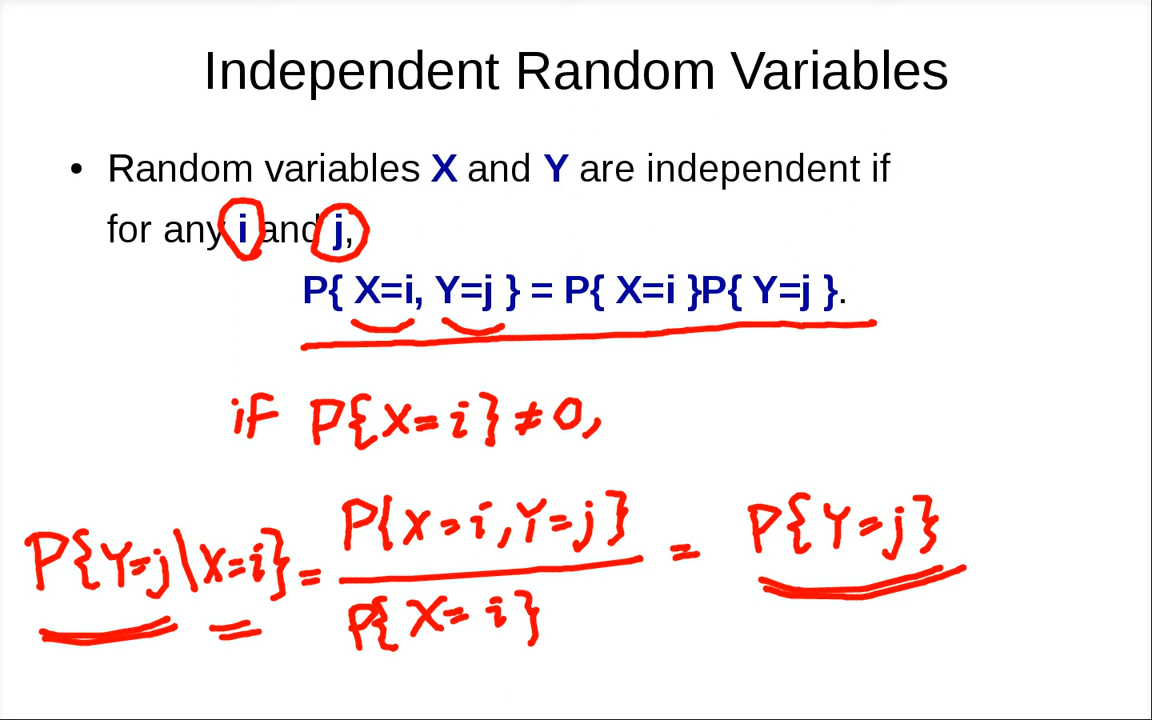 Independent Random Variables
• Random variables X and Y are independent if
for any i and j,
P{ X=i, Y=j } = P{ X=i }P{ Y=j }.
if P{X=i} ≠ 0,
P{Y=j|X=i} = P{X=i,Y=j} / P{X=i} = P{Y=j}